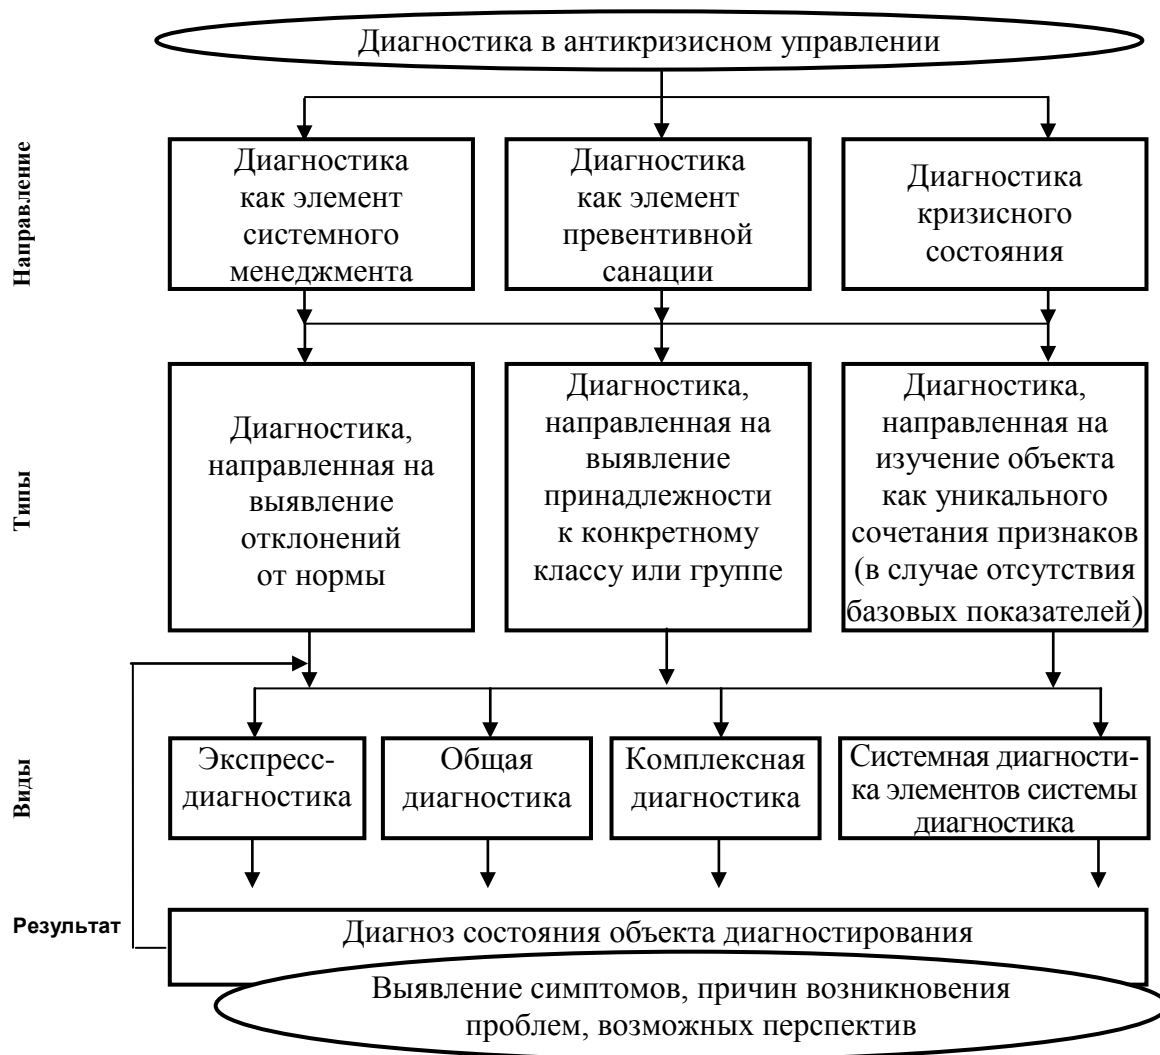 Диагностика в антикризисном управлении
Направление
Диагностика
как элемент
системного
менеджмента
Диагностика
как элемент
превентивной
санации
Диагностика
кризисного
состояния
Типы
Диагностика,
направленная на
выявление
отклонений
от нормы
Диагностика,
направленная на
выявление
принадлежности
к конкретному
классу или группе
Диагностика,
направленная на
изучение объекта
как уникального
сочетания признаков
(в случае отсутствия
базовых показателей)
Виды
Экспресс-
диагностика
Общая
диагностика
Комплексная
диагностика
Системная диагности-
ка элементов системы
диагностика
Результат
Диагноз состояния объекта диагностирования
Выявление симптомов, причин возникновения
проблем, возможных перспектив